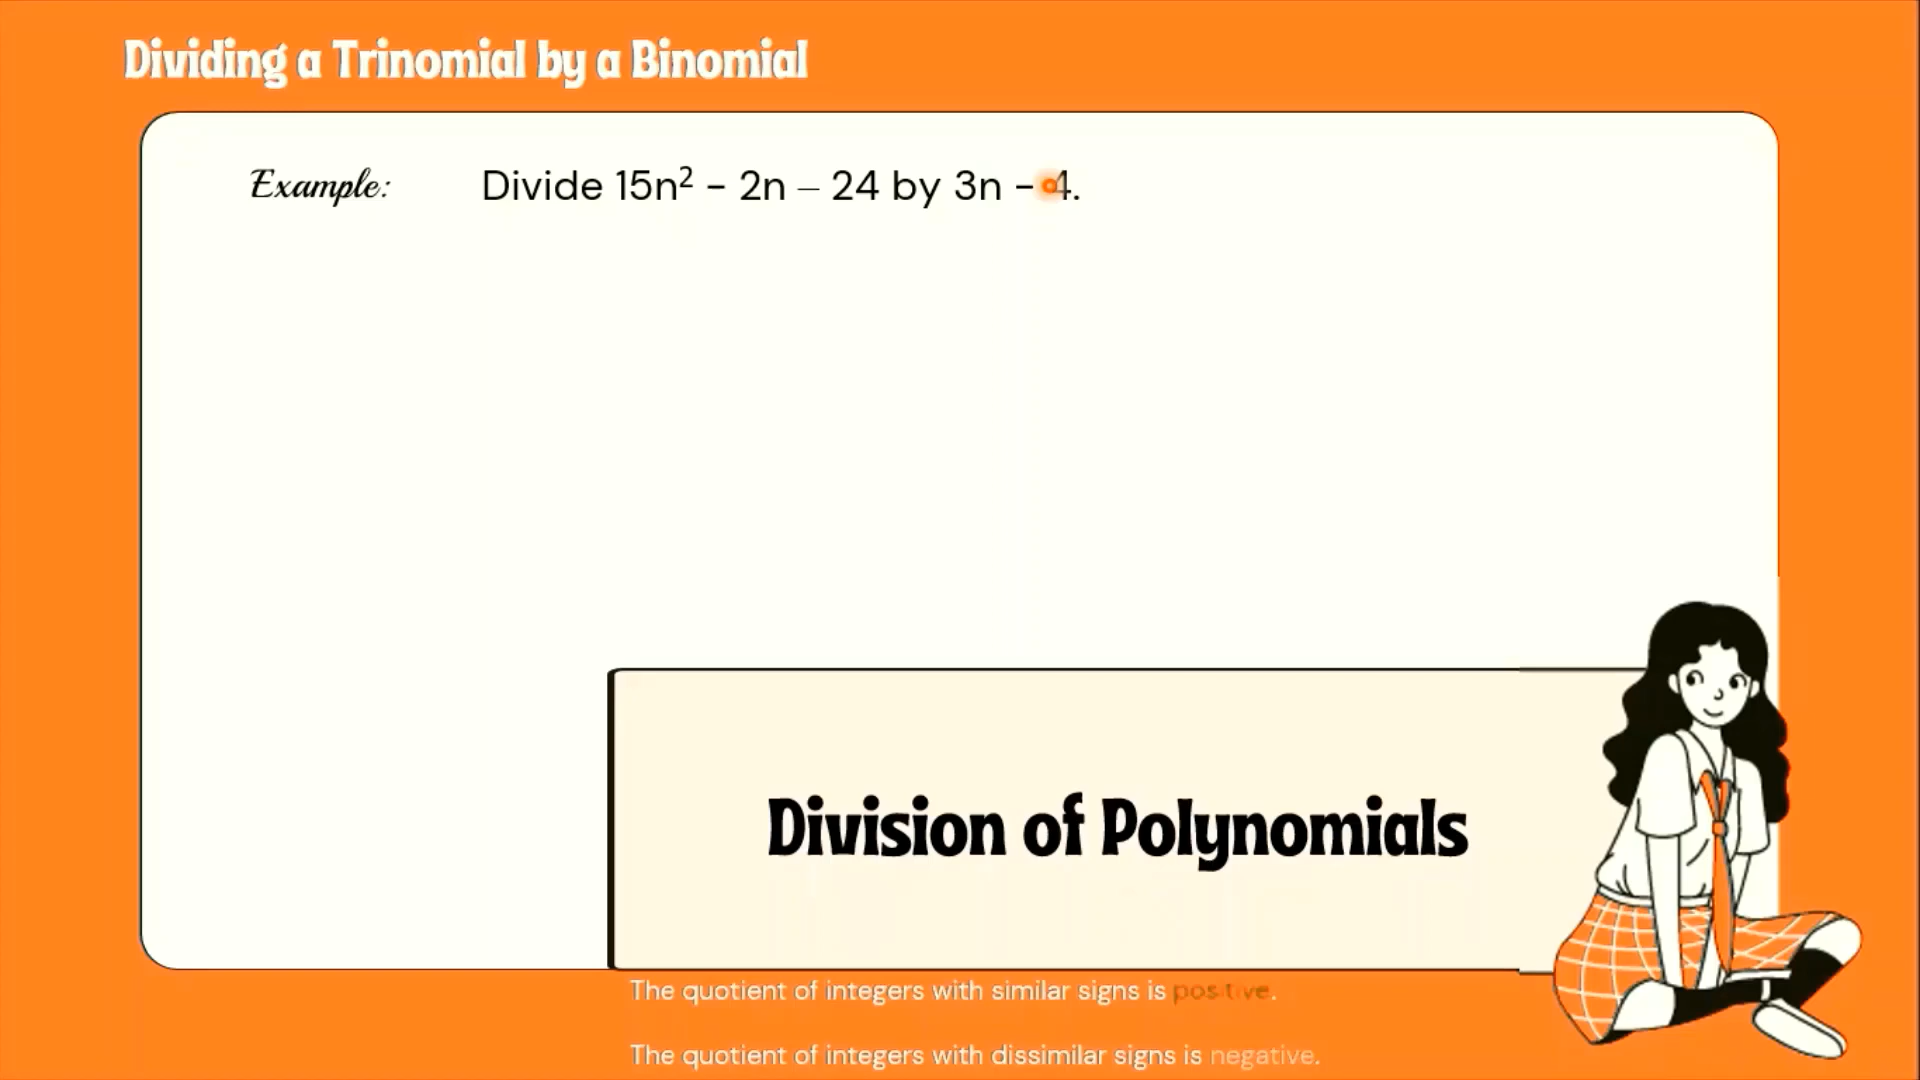 Dividing a Trinomial by a Binomial
Example: Divide 15n² - 2n – 24 by 3n - 4.
Division of Polynomials
The quotient of integers with similar signs is positive.
The quotient of integers with dissimilar signs is negative.